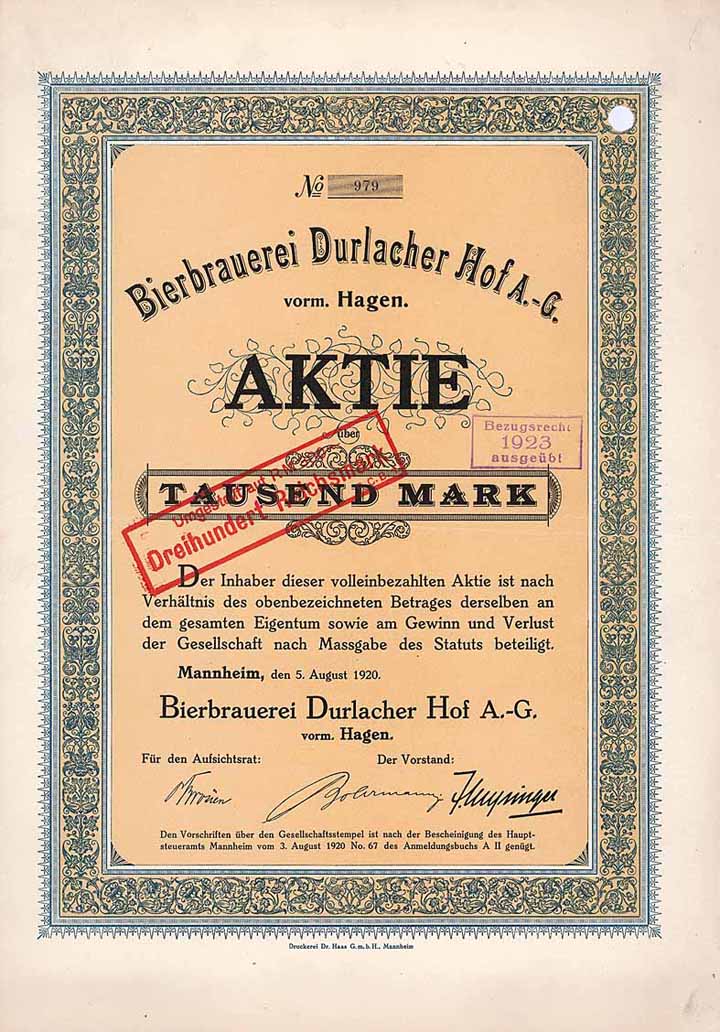 No 979
Bierbrauerei Durlacher Hof A.-G.
vorm. Hagen.
AKTIE
über
Bezugsrecht
1923
ausgeübt
TAUSEND MARK
Umgestellt auf
Dreihundert Reichsmark
Der Inhaber dieser volleinbezahlten Aktie ist nach
Verhältnis des obenbezeichneten Betrages derselben an
dem gesamten Eigentum sowie am Gewinn und Verlust
der Gesellschaft nach Massgabe des Statuts beteiligt.
Mannheim, den 5. August 1920.
Bierbrauerei Durlacher Hof A.-G.
vorm. Hagen.
Für den Aufsichtsrat: Der Vorstand:
Den Vorschriften über den Gesellschaftsstempel ist nach der Bescheinigung des Haupt-
steueramts Mannheim vom 3. August 1920 No. 67 des Anmeldungsbuchs A II genügt.
Druckerei Dr. Haas G.m.b.H., Mannheim